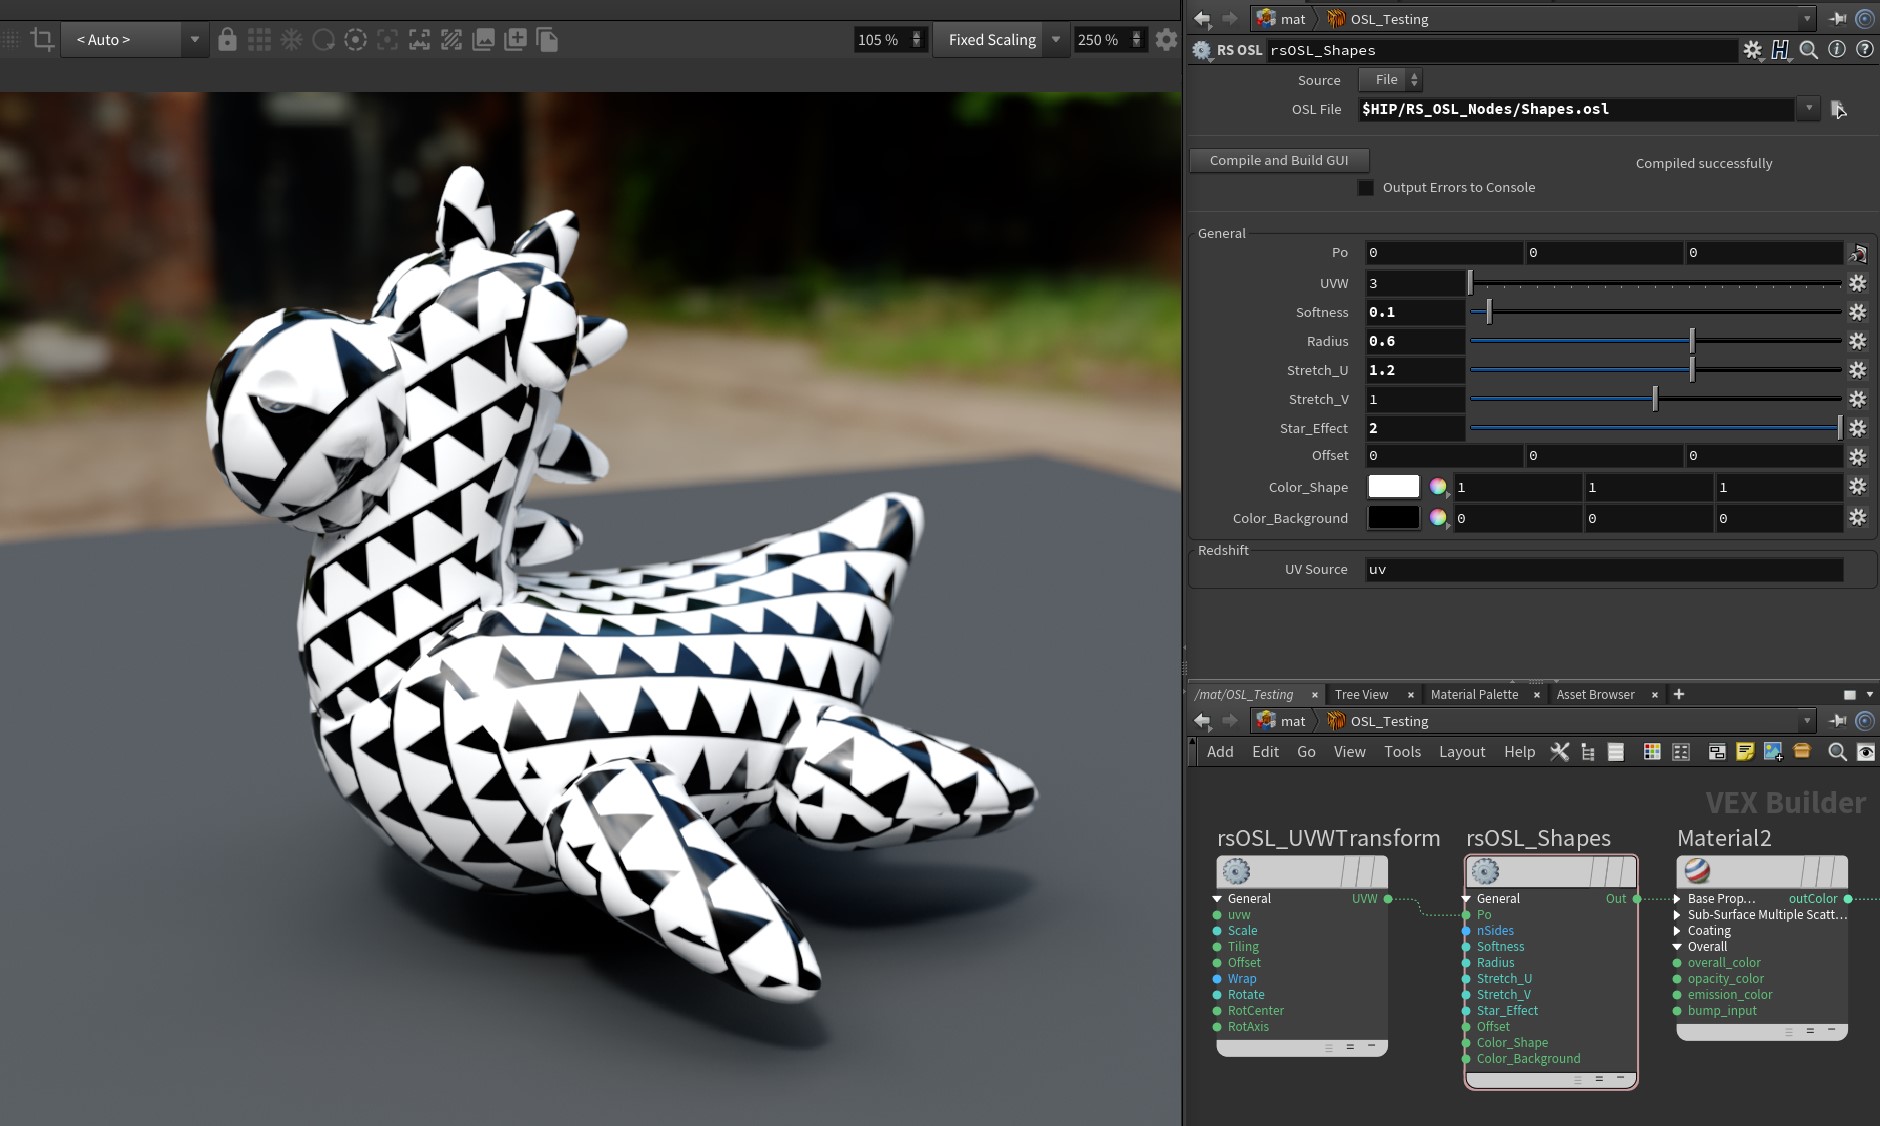 < Auto >
105 %
Fixed Scaling
250 %
mat
OSL_Testing
RS OSL
rsOSL_Shapes
Source
File
OSL File
$HIP/RS_OSL_Nodes/Shapes.osl
Compile and Build GUI
Compiled successfully
Output Errors to Console
General
Po 0 0 0
UVW 3
Softness 0.1
Radius 0.6
Stretch_U 1.2
Stretch_V 1
Star_Effect 2
Offset 0 0 0
Color_Shape 1 1 1
Color_Background 0 0 0
Redshift
UV Source uv
/mat/OSL_Testing × Tree View × Material Palette × Asset Browser × +
mat
OSL_Testing
Add Edit Go View Tools Layout Help
VEX Builder
rsOSL_UVWTransform
General UVW
uvw
Scale
Tiling
Offset
Wrap
Rotate
RotCenter
RotAxis
rsOSL_Shapes
General Out
Po
nSides
Softness
Radius
Stretch_U
Stretch_V
Star_Effect
Offset
Color_Shape
Color_Background
Material2
Base Prop... outColor
Sub-Surface Multiple Scatt...
Coating
Overall
overall_color
opacity_color
emission_color
bump_input